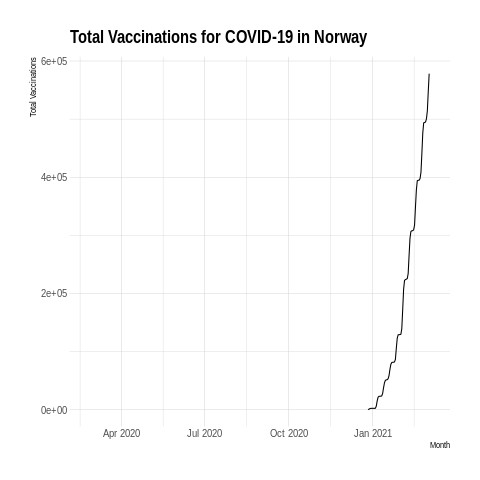 Total Vaccinations for COVID-19 in Norway
Total Vaccinations
6e+05
4e+05
2e+05
0e+00
Apr 2020
Jul 2020
Oct 2020
Jan 2021
Month